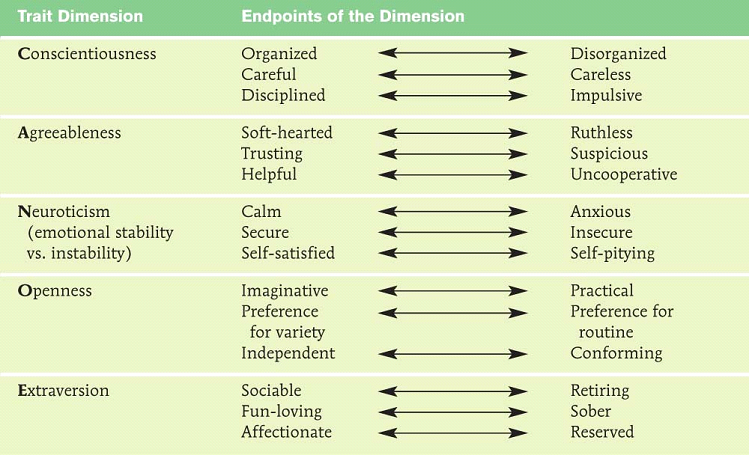 Trait Dimension Endpoints of the Dimension
Conscientiousness Organized Disorganized
Careful Careless
Disciplined Impulsive
Agreeableness Soft-hearted Ruthless
Trusting Suspicious
Helpful Uncooperative
Neuroticism Calm Anxious
(emotional stability Secure Insecure
vs. instability) Self-satisfied Self-pitying
Openness Imaginative Practical
Preference Preference for
for variety routine
Independent Conforming
Extraversion Sociable Retiring
Fun-loving Sober
Affectionate Reserved